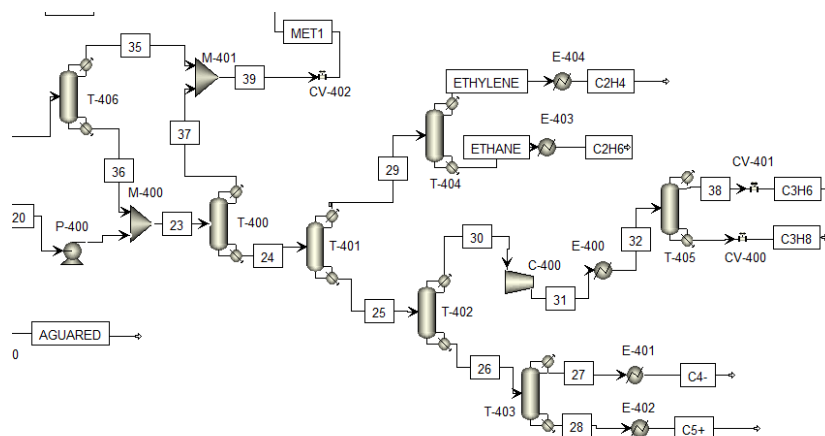 35
M-401
MET1
39
CV-402
T-406
37
36
M-400
20
P-400
23
T-400
24
AGUARED
0
ETHYLENE
E-404
C2H4
E-403
ETHANE
C2H6
29
T-404
T-401
25
30
C-400
31
E-400
32
T-402
26
T-405
38
CV-401
C3H6
CV-400
C3H8
T-403
27
E-401
C4-
28
E-402
C5+